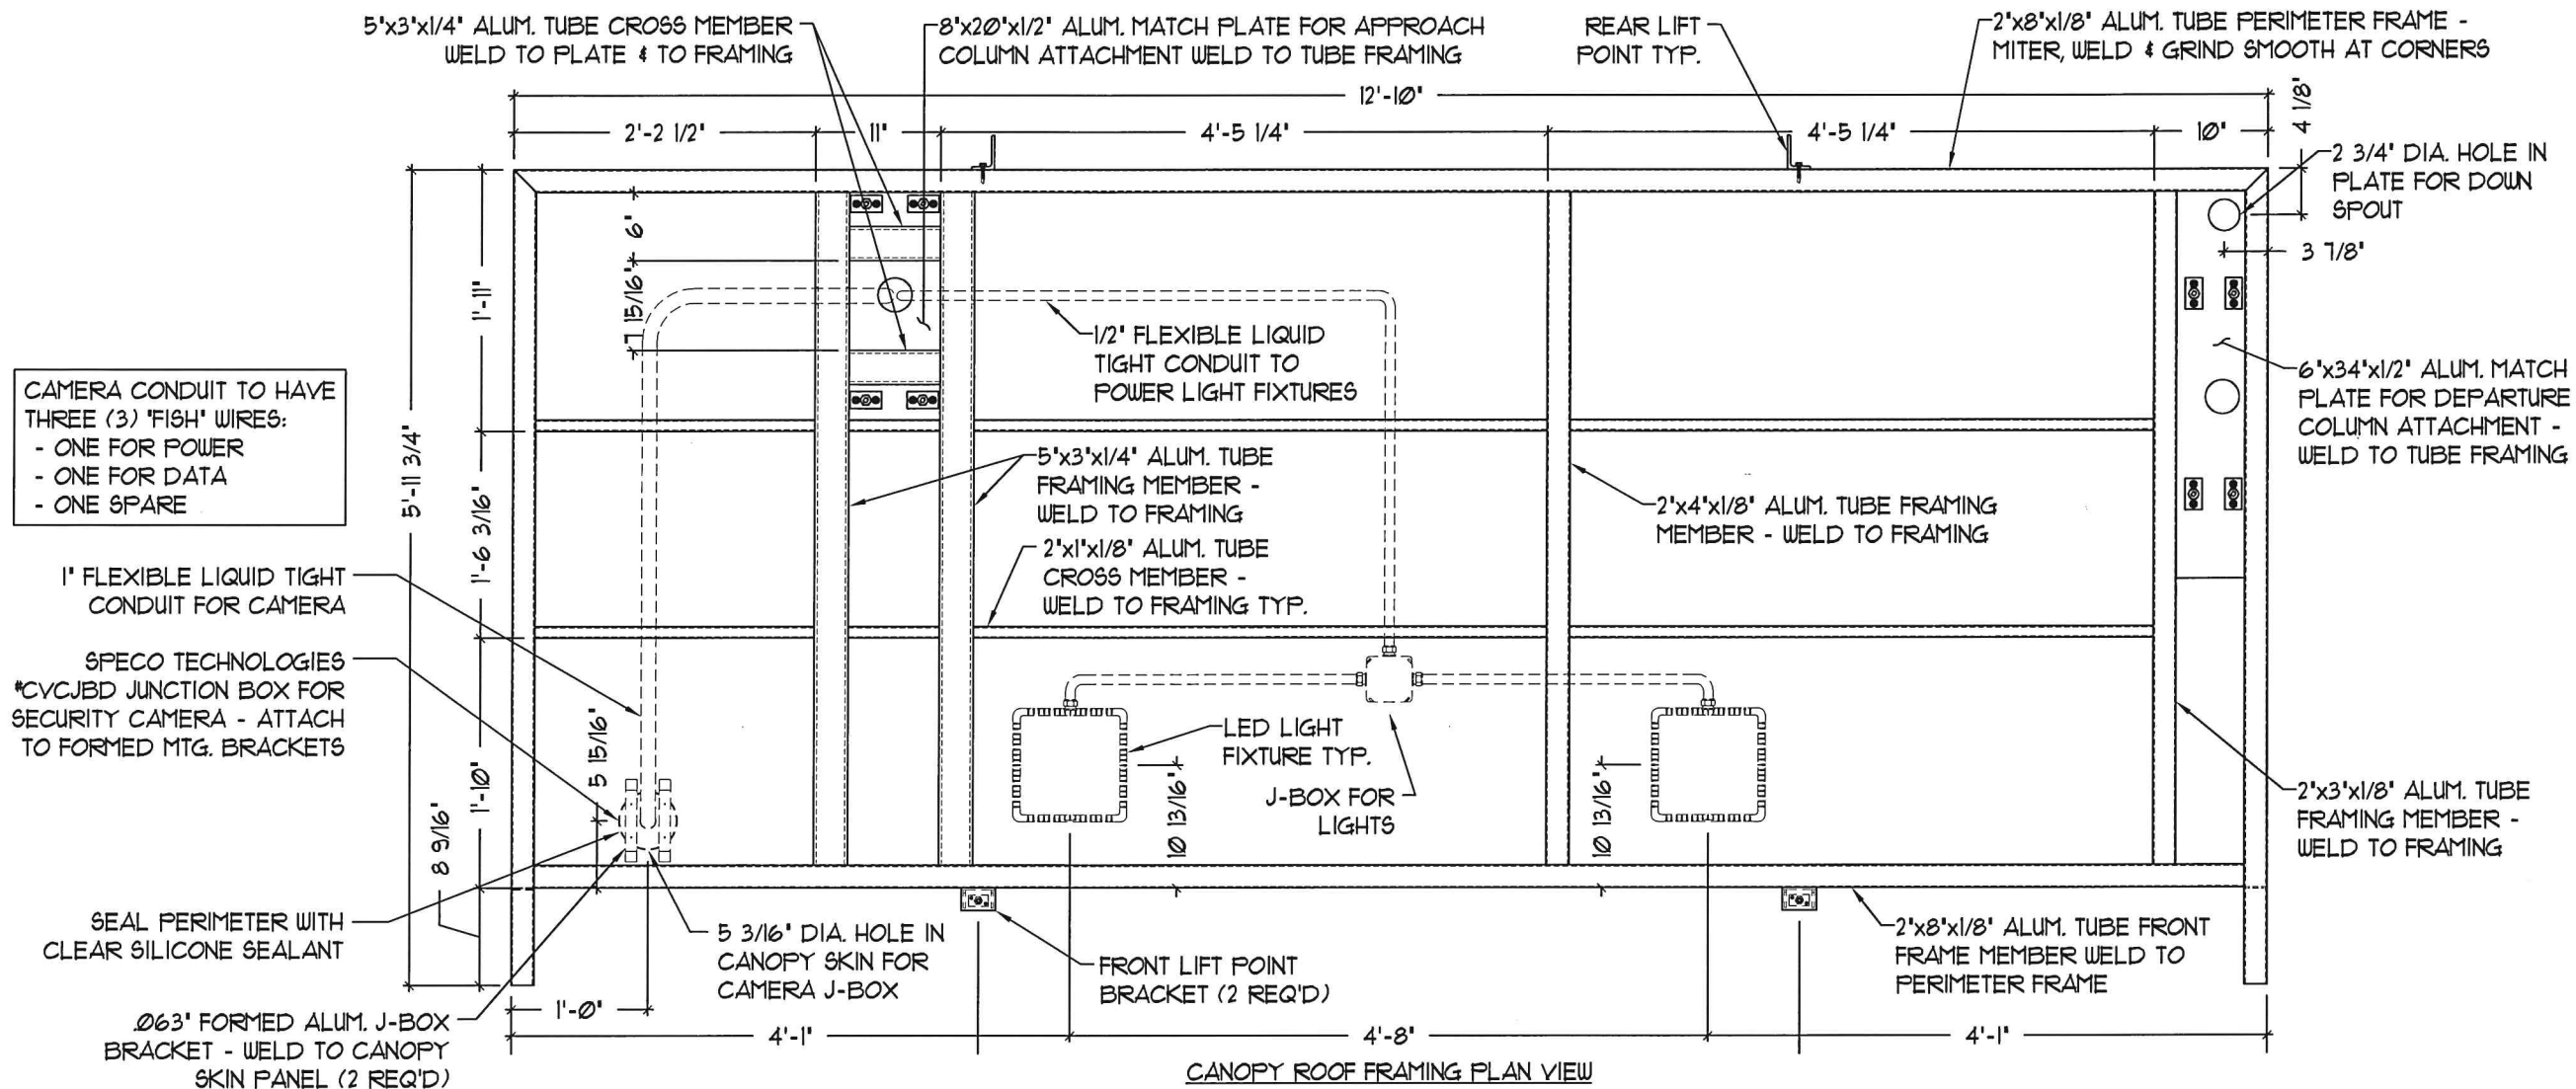 5"x3"x1/4" ALUM. TUBE CROSS MEMBER
WELD TO PLATE & TO FRAMING
8"x20"x1/2" ALUM. MATCH PLATE FOR APPROACH
COLUMN ATTACHMENT WELD TO TUBE FRAMING
REAR LIFT
POINT TYP.
2"x8"x1/8" ALUM. TUBE PERIMETER FRAME -
MITER, WELD & GRIND SMOOTH AT CORNERS
12'-10"
2'-2 1/2"
11"
4'-5 1/4"
4'-5 1/4"
10"
4 1/8"
2 3/4" DIA. HOLE IN
PLATE FOR DOWN
SPOUT
3 7/8"
6"
7 15/16"
1'-11"
5'-11 3/4"
1'-6 3/16"
1'-10"
8 9/16"
5 15/16"
1/2" FLEXIBLE LIQUID
TIGHT CONDUIT TO
POWER LIGHT FIXTURES
6"x34"x1/2" ALUM. MATCH
PLATE FOR DEPARTURE
COLUMN ATTACHMENT -
WELD TO TUBE FRAMING
CAMERA CONDUIT TO HAVE
THREE (3) "FISH" WIRES:
- ONE FOR POWER
- ONE FOR DATA
- ONE SPARE
5"x3"x1/4" ALUM. TUBE
FRAMING MEMBER -
WELD TO FRAMING
2"x4"x1/8" ALUM. TUBE FRAMING
MEMBER - WELD TO FRAMING
2"x1"x1/8" ALUM. TUBE
CROSS MEMBER -
WELD TO FRAMING TYP.
1" FLEXIBLE LIQUID TIGHT
CONDUIT FOR CAMERA
SPECO TECHNOLOGIES
#CVCJBD JUNCTION BOX FOR
SECURITY CAMERA - ATTACH
TO FORMED MTG. BRACKETS
LED LIGHT
FIXTURE TYP.
J-BOX FOR
LIGHTS
10 13/16"
10 13/16"
2"x3"x1/8" ALUM. TUBE
FRAMING MEMBER -
WELD TO FRAMING
SEAL PERIMETER WITH
CLEAR SILICONE SEALANT
5 3/16" DIA. HOLE IN
CANOPY SKIN FOR
CAMERA J-BOX
FRONT LIFT POINT
BRACKET (2 REQ'D)
2"x8"x1/8" ALUM. TUBE FRONT
FRAME MEMBER WELD TO
PERIMETER FRAME
.063" FORMED ALUM. J-BOX
BRACKET - WELD TO CANOPY
SKIN PANEL (2 REQ'D)
1'-0"
4'-1"
4'-8"
4'-1"
CANOPY ROOF FRAMING PLAN VIEW